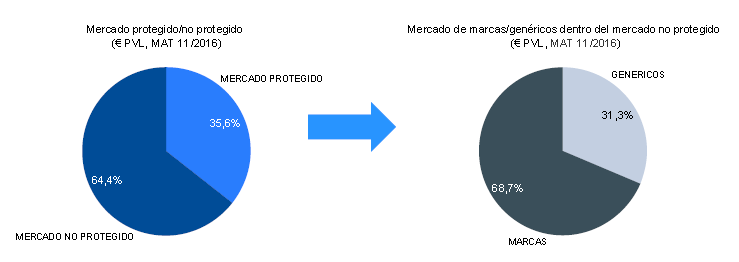 Mercado protegido/no protegido
(€ PVL, MAT 11/2016)
MERCADO PROTEGIDO
35,6%
64,4%
MERCADO NO PROTEGIDO
Mercado de marcas/genéricos dentro del mercado no protegido
(€ PVL, MAT 11/2016)
GENERICOS
31,3%
68,7%
MARCAS